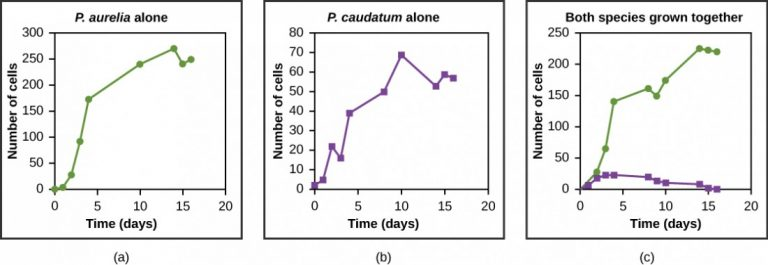 P. aurelia alone
300
250
200
150
100
50
0
Number of cells
0 5 10 15 20
Time (days)
(a)
P. caudatum alone
80
70
60
50
40
30
20
10
0
Number of cells
0 5 10 15 20
Time (days)
(b)
Both species grown together
250
200
150
100
50
0
Number of cells
0 5 10 15 20
Time (days)
(c)